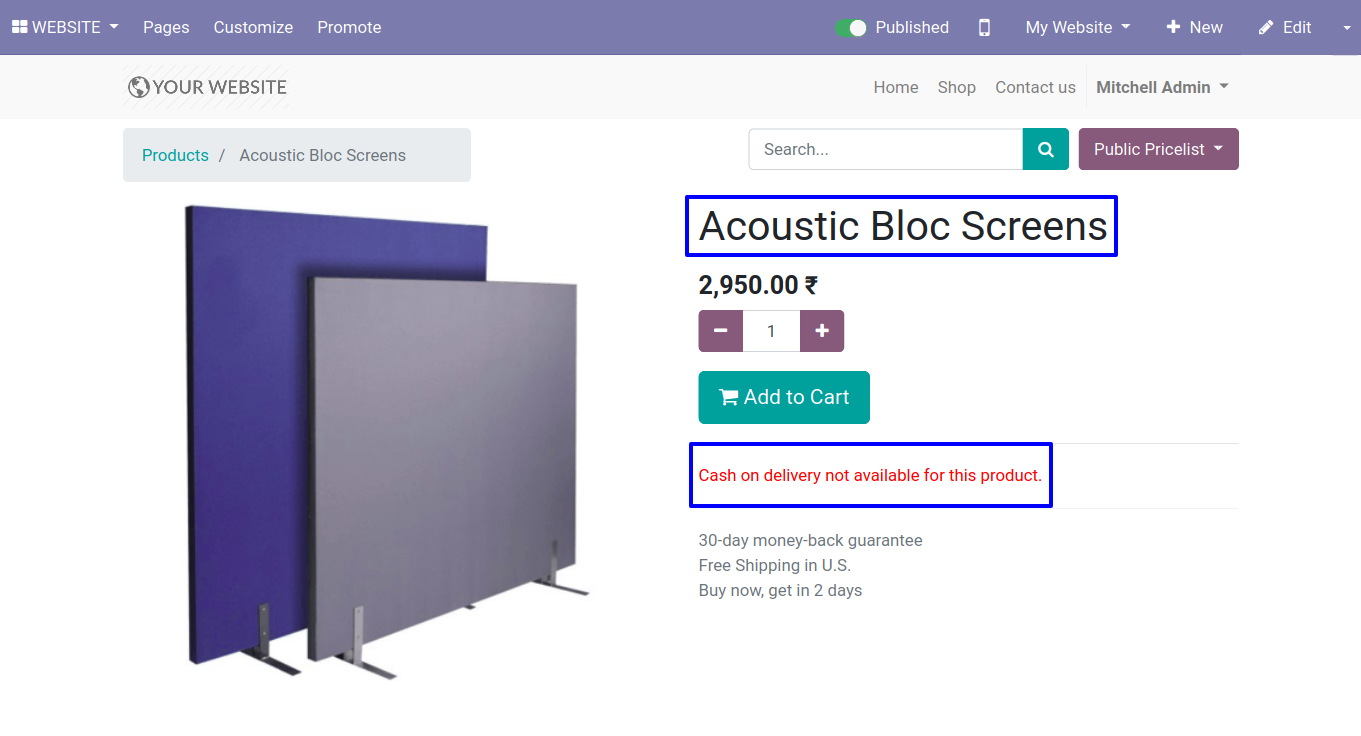 WEBSITE Pages Customize Promote Published My Website New Edit
YOUR WEBSITE Home Shop Contact us Mitchell Admin
Products / Acoustic Bloc Screens Search... Public Pricelist
Acoustic Bloc Screens
2,950.00 ₹
1
Add to Cart
Cash on delivery not available for this product.
30-day money-back guarantee
Free Shipping in U.S.
Buy now, get in 2 days